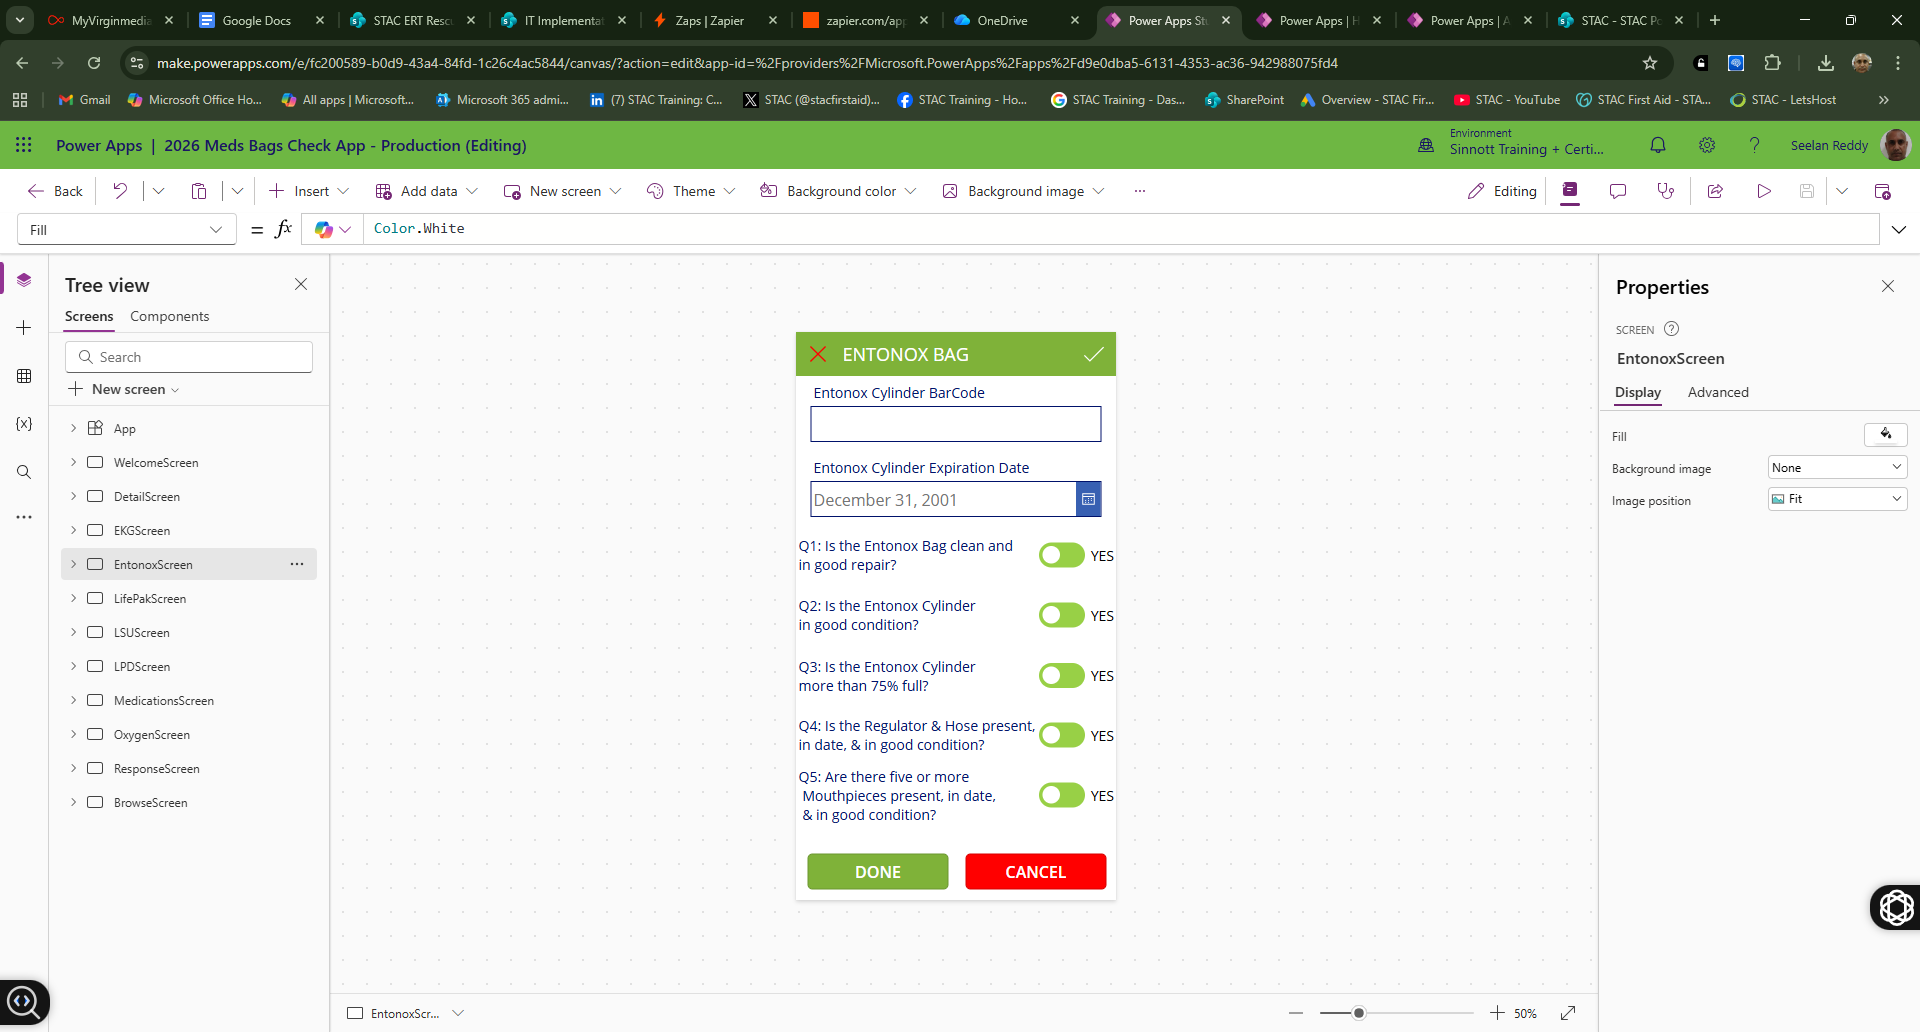 MyVirginmedia
Google Docs
STAC ERT Resc
IT Implementat
Zaps | Zapier
zapier.com/app
OneDrive
Power Apps Stu
Power Apps | H
Power Apps | A
STAC - STAC Po
make.powerapps.com/e/fc200589-b0d9-43a4-84fd-1c26c4ac5844/canvas/?action=edit&app-id=%2Fproviders%2FMicrosoft.PowerApps%2Fapps%2Fd9e0dba5-6131-4353-ac36-942988075fd4
Gmail
Microsoft Office Ho...
All apps | Microsoft...
Microsoft 365 admi...
(7) STAC Training: C...
STAC (@stacfirstaid)...
STAC Training - Ho...
STAC Training - Das...
SharePoint
Overview - STAC Fir...
STAC - YouTube
STAC First Aid - STA...
STAC - LetsHost
Power Apps | 2026 Meds Bags Check App - Production (Editing)
Environment
Sinnott Training + Certi...
Seelan Reddy
Back
Insert
Add data
New screen
Theme
Background color
Background image
Editing
Fill
= fx
Color.White
Tree view
Screens
Components
Search
New screen
App
WelcomeScreen
DetailScreen
EKGScreen
EntonoxScreen
LifePakScreen
LSUScreen
LPDScreen
MedicationsScreen
OxygenScreen
ResponseScreen
BrowseScreen
ENTONOX BAG
Entonox Cylinder BarCode
Entonox Cylinder Expiration Date
December 31, 2001
Q1: Is the Entonox Bag clean and
in good repair?
YES
Q2: Is the Entonox Cylinder
in good condition?
YES
Q3: Is the Entonox Cylinder
more than 75% full?
YES
Q4: Is the Regulator & Hose present,
in date, & in good condition?
YES
Q5: Are there five or more
Mouthpieces present, in date,
& in good condition?
YES
DONE
CANCEL
Properties
SCREEN
EntonoxScreen
Display
Advanced
Fill
Background image
None
Image position
Fit
EntonoxScr...
50%